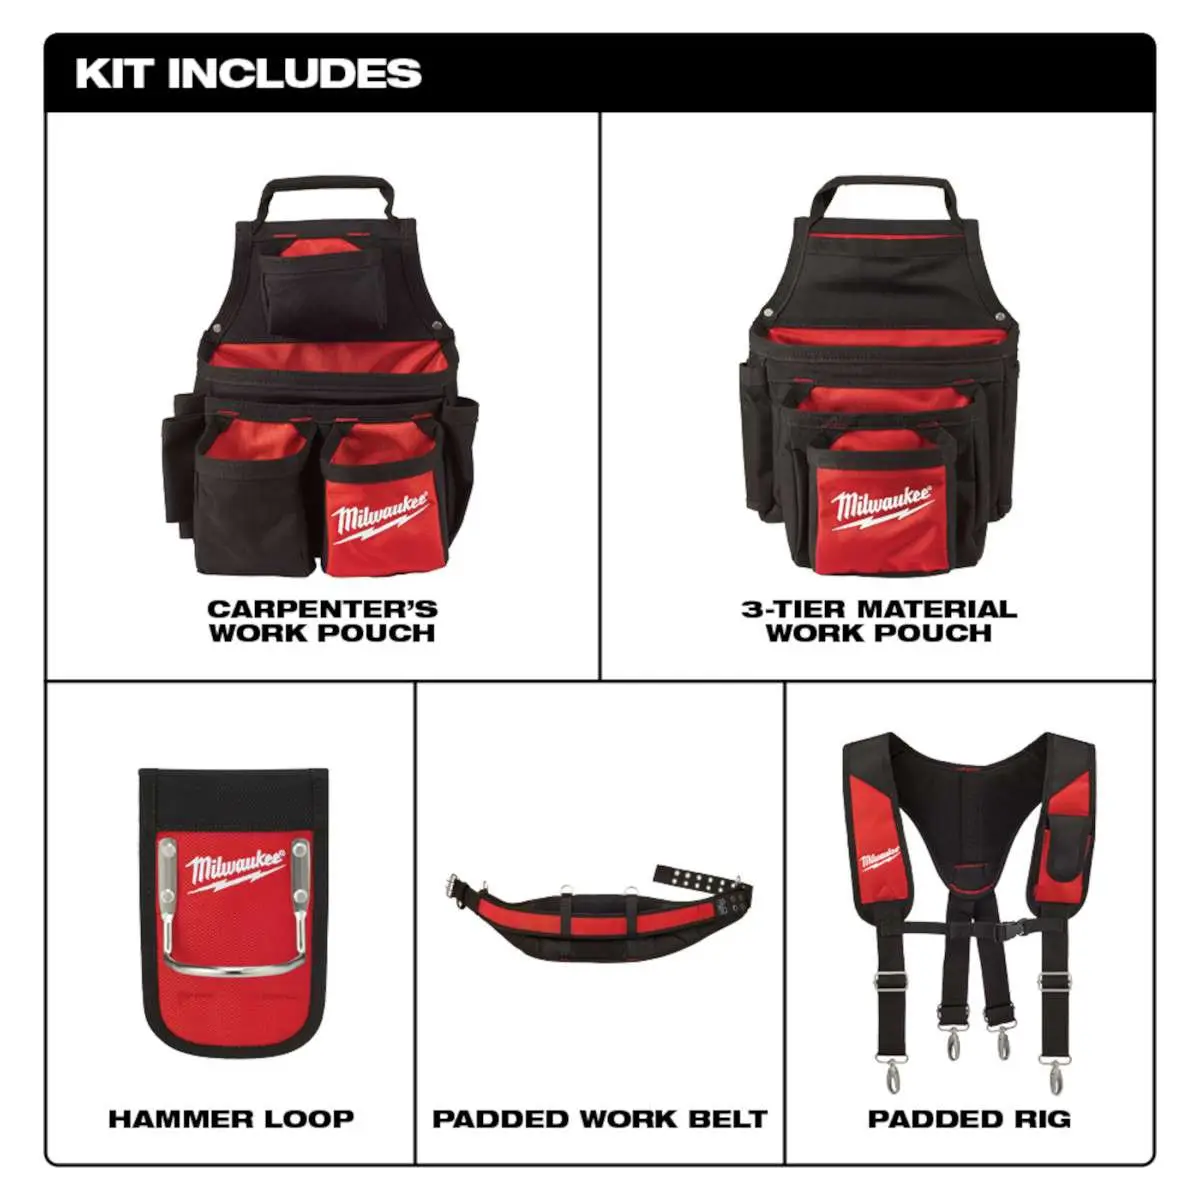 KIT INCLUDES
Milwaukee®
Milwaukee®
CARPENTER'S
WORK POUCH
3-TIER MATERIAL
WORK POUCH
Milwaukee®
Milwaukee
HAMMER LOOP
PADDED WORK BELT
PADDED RIG